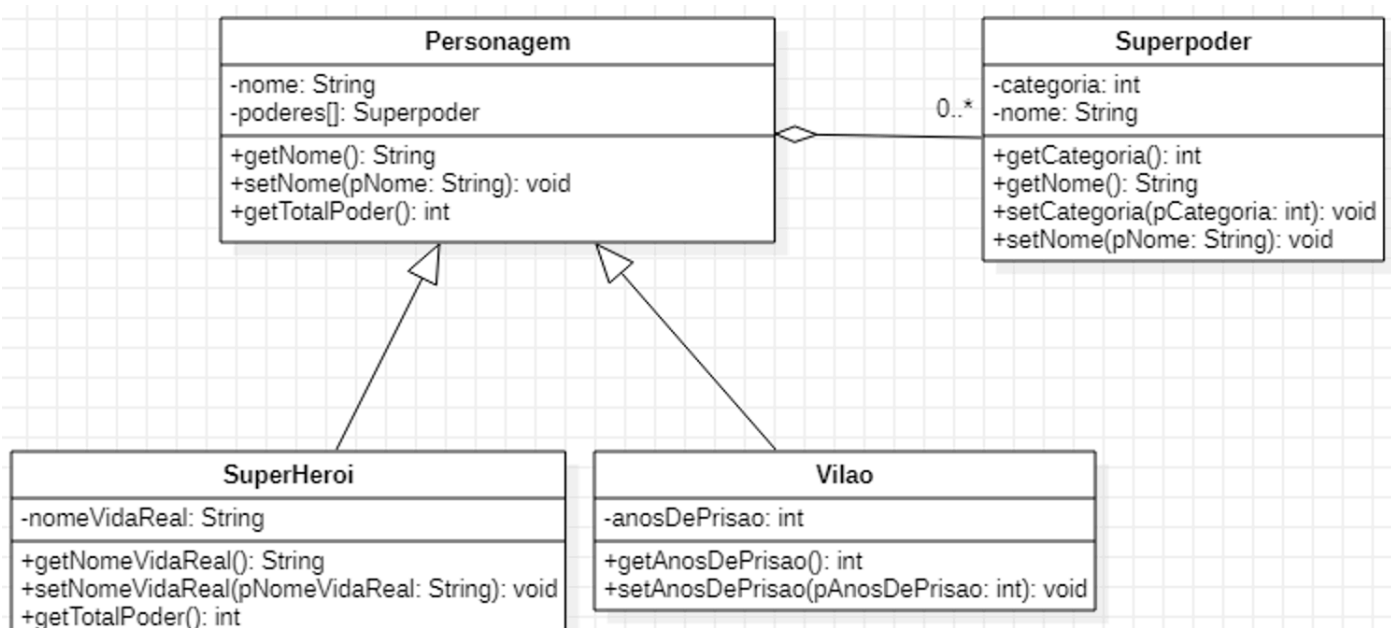 Personagem
-nome: String
-poderes[]: Superpoder
+getNome(): String
+setNome(pNome: String): void
+getTotalPoder(): int
0..*
Superpoder
-categoria: int
-nome: String
+getCategoria(): int
+getNome(): String
+setCategoria(pCategoria: int): void
+setNome(pNome: String): void
SuperHeroi
-nomeVidaReal: String
+getNomeVidaReal(): String
+setNomeVidaReal(pNomeVidaReal: String): void
+getTotalPoder(): int
Vilao
-anosDePrisao: int
+getAnosDePrisao(): int
+setAnosDePrisao(pAnosDePrisao: int): void